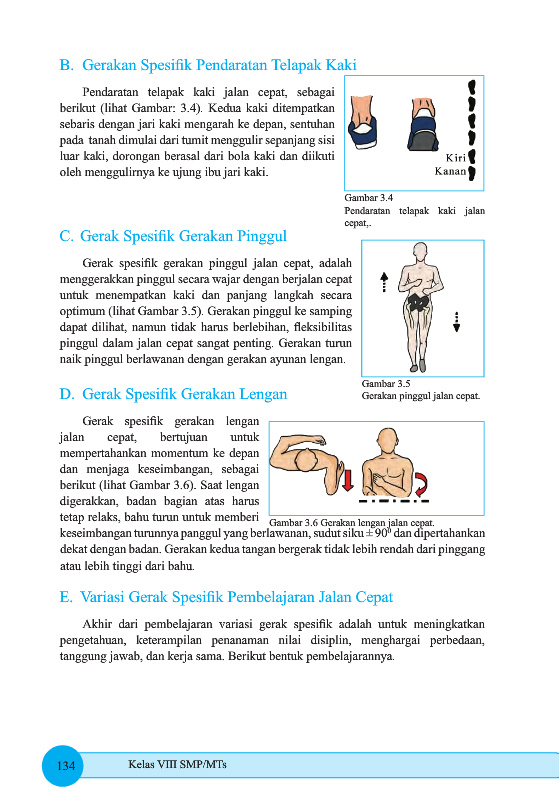 B. Gerakan Spesifik Pendaratan Telapak Kaki
Pendaratan telapak kaki jalan cepat, sebagai
berikut (lihat Gambar: 3.4). Kedua kaki ditempatkan
sebaris dengan jari kaki mengarah ke depan, sentuhan
pada tanah dimulai dari tumit menggulir sepanjang sisi
luar kaki, dorongan berasal dari bola kaki dan diikuti
oleh menggulirnya ke ujung ibu jari kaki.
Kiri
Kanan
Gambar 3.4
Pendaratan telapak kaki jalan
cepat,.
C. Gerak Spesifik Gerakan Pinggul
Gerak spesifik gerakan pinggul jalan cepat, adalah
menggerakkan pinggul secara wajar dengan berjalan cepat
untuk menempatkan kaki dan panjang langkah secara
optimum (lihat Gambar 3.5). Gerakan pinggul ke samping
dapat dilihat, namun tidak harus berlebihan, fleksibilitas
pinggul dalam jalan cepat sangat penting. Gerakan turun
naik pinggul berlawanan dengan gerakan ayunan lengan.
Gambar 3.5
Gerakan pinggul jalan cepat.
D. Gerak Spesifik Gerakan Lengan
Gerak spesifik gerakan lengan
jalan cepat, bertujuan untuk
mempertahankan momentum ke depan
dan menjaga keseimbangan, sebagai
berikut (lihat Gambar 3.6). Saat lengan
digerakkan, badan bagian atas harus
tetap relaks, bahu turun untuk memberi
Gambar 3.6 Gerakan lengan jalan cepat.
keseimbangan turunnya panggul yang berlawanan, sudut siku ± 90⁰ dan dipertahankan
dekat dengan badan. Gerakan kedua tangan bergerak tidak lebih rendah dari pinggang
atau lebih tinggi dari bahu.
E. Variasi Gerak Spesifik Pembelajaran Jalan Cepat
Akhir dari pembelajaran variasi gerak spesifik adalah untuk meningkatkan
pengetahuan, keterampilan penanaman nilai disiplin, menghargai perbedaan,
tanggung jawab, dan kerja sama. Berikut bentuk pembelajarannya.
134
Kelas VIII SMP/MTs